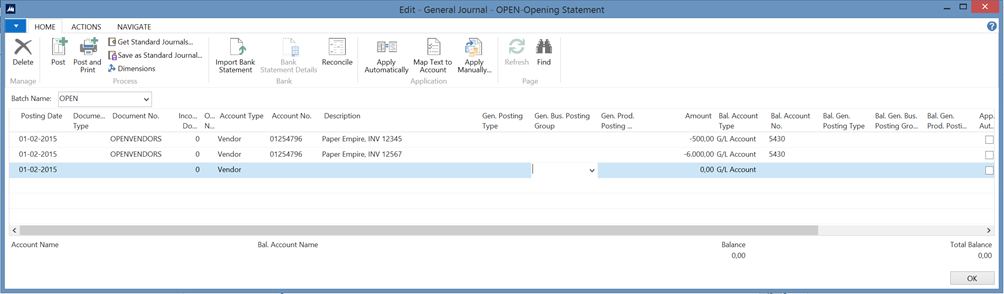 Edit - General Journal - OPEN-Opening Statement
HOME ACTIONS NAVIGATE
Delete
Post
Post and Print
Get Standard Journals...
Save as Standard Journal...
Dimensions
Import Bank Statement
Bank Statement Details
Reconcile
Apply Automatically
Map Text to Account
Apply Manually...
Refresh
Find
Manage Process Bank Application Page
Batch Name: OPEN
Posting Date Docume... Type Document No. Inco... Do... O... N... Account Type Account No. Description Gen. Posting Type Gen. Bus. Posting Group Gen. Prod. Posting ... Amount Bal. Account Type Bal. Account No. Bal. Gen. Posting Type Bal. Gen. Bus. Posting Gro... Bal. Gen. Prod. Posti... App. Aut...
01-02-2015 OPENVENDORS 0 Vendor 01254796 Paper Empire, INV 12345 -500,00 G/L Account 5430
01-02-2015 OPENVENDORS 0 Vendor 01254796 Paper Empire, INV 12567 -6.000,00 G/L Account 5430
01-02-2015 0 Vendor 0,00 G/L Account
Account Name Bal. Account Name Balance Total Balance
0,00 0,00
OK